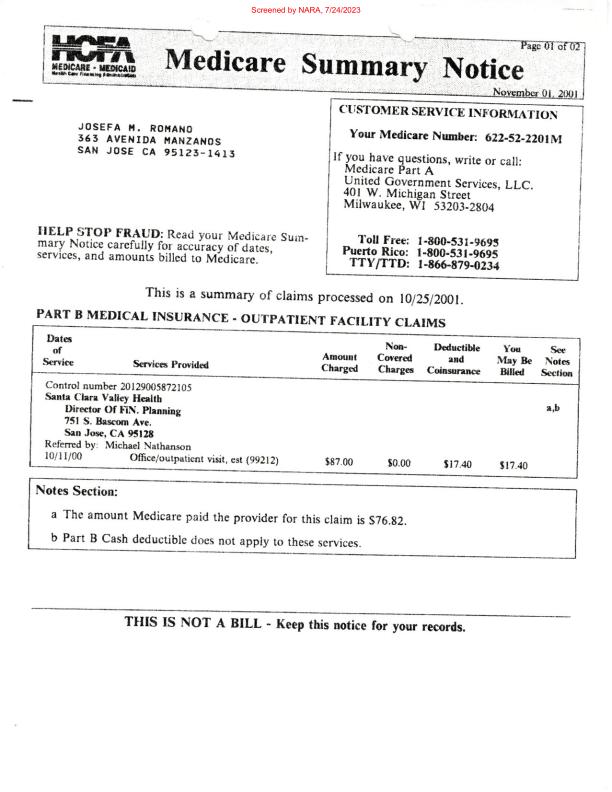 Screened by NARA, 7/24/2023
Page 01 of 02
HCFA
MEDICARE - MEDICAID
Health Care Financing Administration
Medicare Summary Notice
November 01, 2001
JOSEFA M. ROMANO
363 AVENIDA MANZANOS
SAN JOSE CA 95123-1413
CUSTOMER SERVICE INFORMATION
Your Medicare Number: 622-52-2201M
If you have questions, write or call:
Medicare Part A
United Government Services, LLC.
401 W. Michigan Street
Milwaukee, WI 53203-2804
HELP STOP FRAUD: Read your Medicare Sum-
mary Notice carefully for accuracy of dates,
services, and amounts billed to Medicare.
Toll Free: 1-800-531-9695
Puerto Rico: 1-800-531-9695
TTY/TTD: 1-866-879-0234
This is a summary of claims processed on 10/25/2001.
PART B MEDICAL INSURANCE - OUTPATIENT FACILITY CLAIMS
Dates of Service Services Provided Amount Charged Non-Covered Charges Deductible and Coinsurance You May Be Billed See Notes Section
Control number 20129005872105
Santa Clara Valley Health a,b
Director Of FiN. Planning
751 S. Bascom Ave.
San Jose, CA 95128
Referred by: Michael Nathanson
10/11/00 Office/outpatient visit, est (99212) $87.00 $0.00 $17.40 $17.40
Notes Section:
a The amount Medicare paid the provider for this claim is $76.82.
b Part B Cash deductible does not apply to these services.
THIS IS NOT A BILL - Keep this notice for your records.